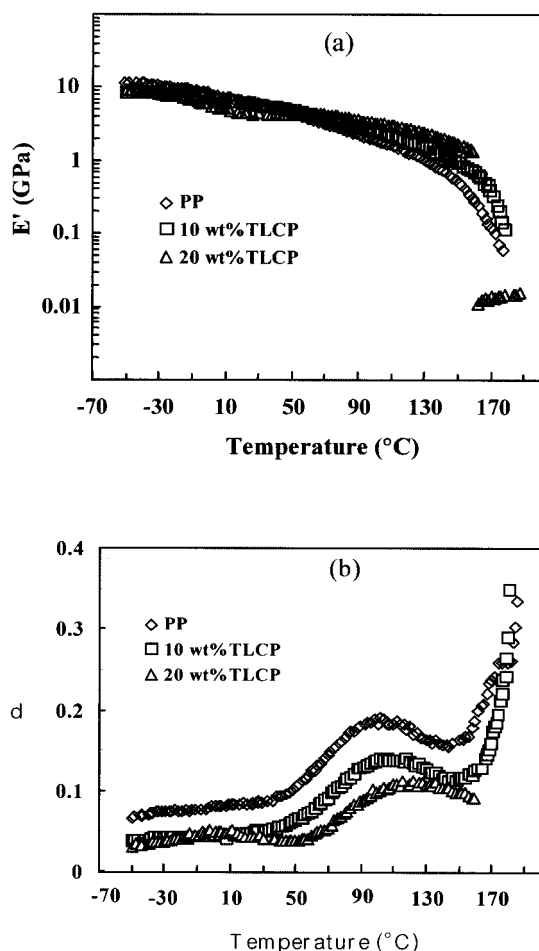 (a)
10
1
0.1
0.01
E' (GPa)
◇ PP
□ 10 wt%TLCP
△ 20 wt%TLCP
-70 -30 10 50 90 130 170
Temperature (°C)
(b)
0.4
0.3
0.2
0.1
0
d
◇ PP
□ 10 wt%TLCP
△ 20 wt%TLCP
-70 -30 10 50 90 130 170
Temperature (°C)